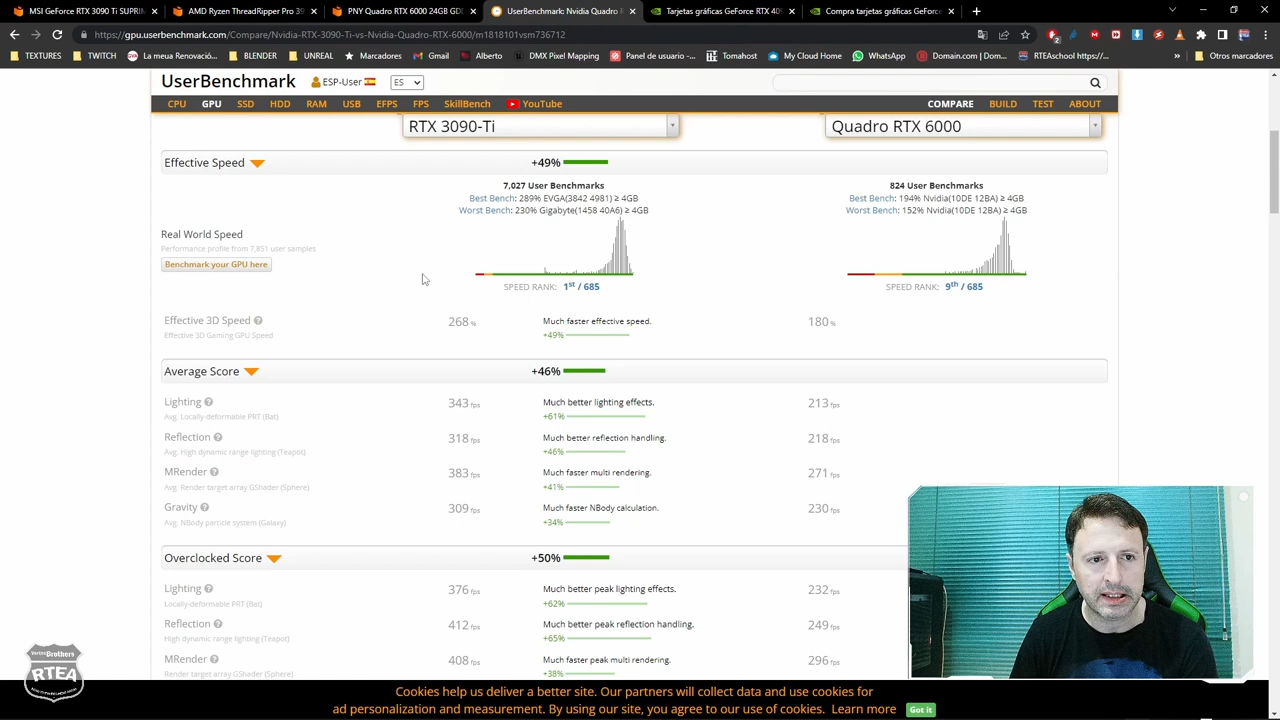 MSI GeForce RTX 3090 Ti SUPRIM
AMD Ryzen ThreadRipper Pro 39
PNY Quadro RTX 6000 24GB GD
UserBenchmark: Nvidia Quadro R
Tarjetas gráficas GeForce RTX 40
Compra tarjetas gráficas GeForce
gpu.userbenchmark.com/Compare/Nvidia-RTX-3090-Ti-vs-Nvidia-Quadro-RTX-6000/m1818101vsm736712
TEXTURES
TWITCH
La meua Renovació...
BLENDER
UNREAL
Marcadores
Gmail
Alberto
DMX Pixel Mapping
Panel de usuario -...
Tomahost
My Cloud Home
WhatsApp
Domain.com | Domai...
RTEAschool https://...
Otros marcadores
UserBenchmark
ESP-User
ES
CPU GPU SSD HDD RAM USB EFPS FPS SkillBench YouTube
COMPARE BUILD TEST ABOUT
RTX 3090-Ti
Quadro RTX 6000
Effective Speed
+49%
7,027 User Benchmarks
Best Bench: 289% EVGA(3842 4981) ≥ 4GB
Worst Bench: 230% Gigabyte(1458 40A6) ≥ 4GB
824 User Benchmarks
Best Bench: 194% Nvidia(10DE 12BA) ≥ 4GB
Worst Bench: 152% Nvidia(10DE 12BA) ≥ 4GB
Real World Speed
Performance profile from 7,851 user samples
Benchmark your GPU here
SPEED RANK: 1st / 685
SPEED RANK: 9th / 685
Effective 3D Speed
Effective 3D Gaming GPU Speed
268 %
Much faster effective speed.
+49%
180 %
Average Score
+46%
Lighting
Avg. Locally-deformable PRT (Bat)
343 fps
Much better lighting effects.
+61%
213 fps
Reflection
Avg. High dynamic range lighting (Teapot)
318 fps
Much better reflection handling.
+46%
218 fps
MRender
Avg. Render target array GShader (Sphere)
383 fps
Much faster multi rendering.
+41%
271 fps
Gravity
Avg. NBody particle system (Galaxy)
309 fps
Much faster NBody calculation.
+34%
230 fps
Overclocked Score
+50%
Lighting
Locally-deformable PRT (Bat)
376 fps
Much better peak lighting effects.
+62%
232 fps
Reflection
High dynamic range lighting (Teapot)
412 fps
Much better peak reflection handling.
+65%
249 fps
MRender
Render target array GShader (Sphere)
408 fps
Much faster peak multi rendering.
+38%
296 fps
Brothers
RTEA
Cookies help us deliver a better site. Our partners will collect data and use cookies for
ad personalization and measurement. By using our site, you agree to our use of cookies. Learn more
Got it